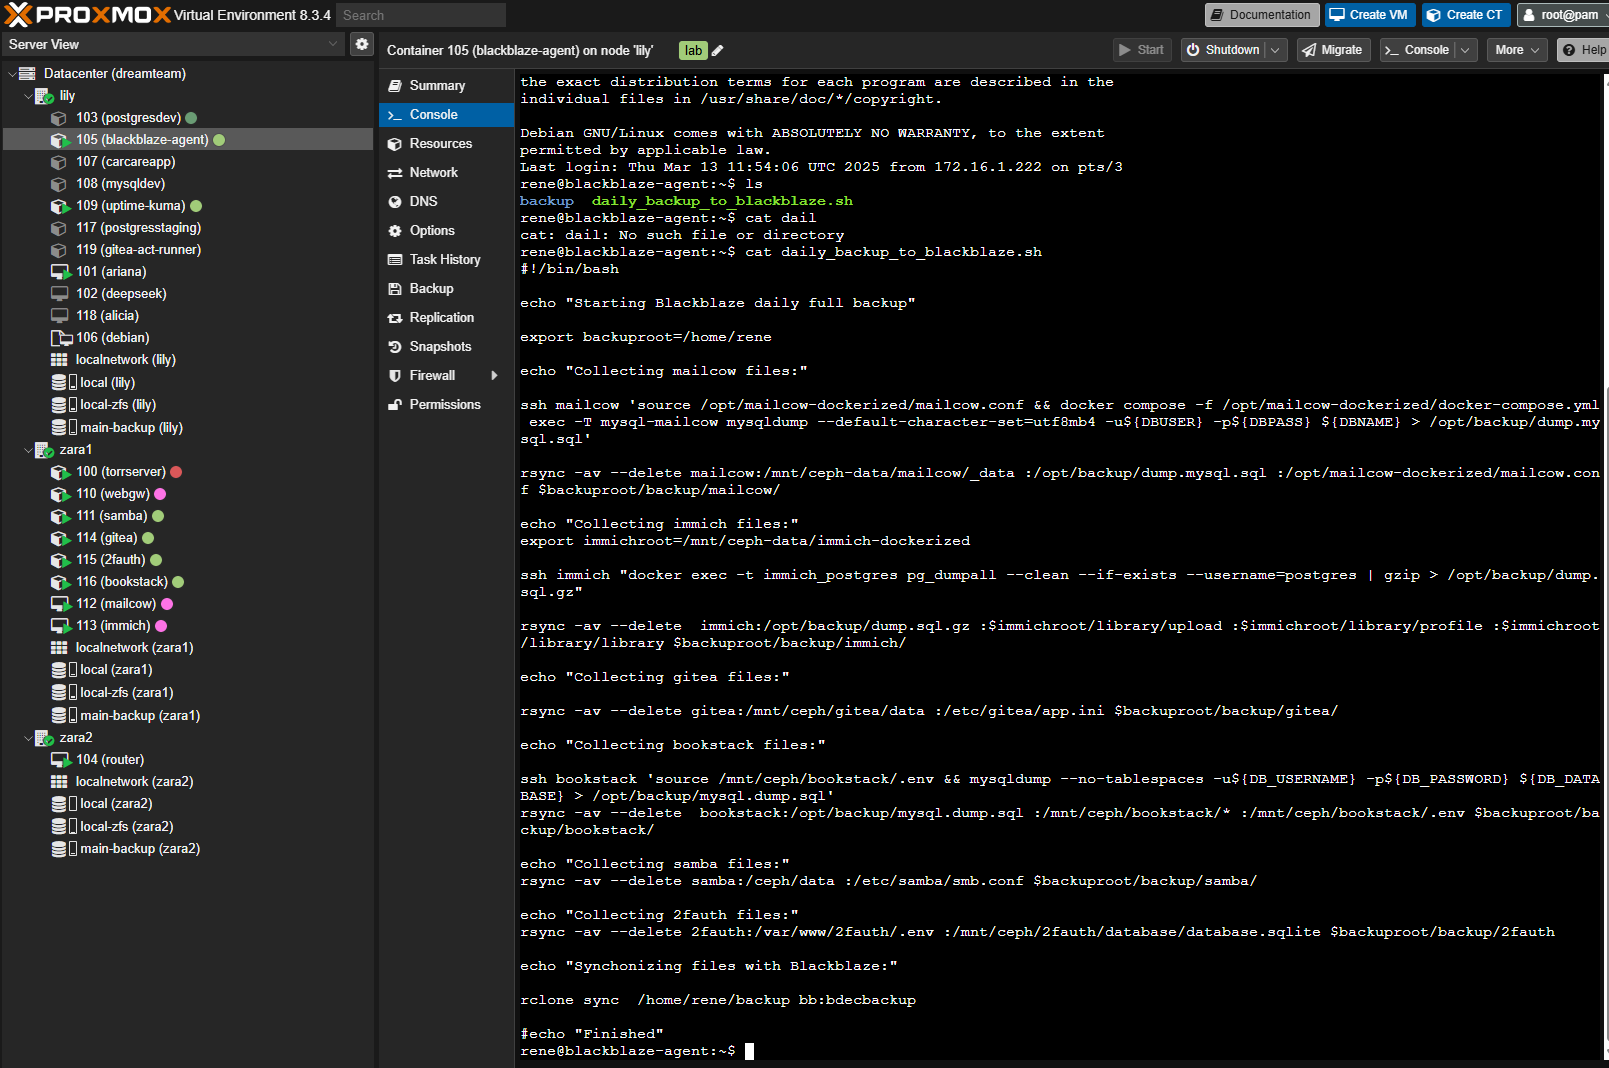 PROXMOX Virtual Environment 8.3.4 Search Documentation Create VM Create CT root@pam
Server View
Container 105 (blackblaze-agent) on node 'lily' lab Start Shutdown Migrate Console More Help
Datacenter (dreamteam)
lily
103 (postgresdev)
105 (blackblaze-agent)
107 (carcareapp)
108 (mysqldev)
109 (uptime-kuma)
117 (postgresstaging)
119 (gitea-act-runner)
101 (ariana)
102 (deepseek)
118 (alicia)
106 (debian)
localnetwork (lily)
local (lily)
local-zfs (lily)
main-backup (lily)
zara1
100 (torrserver)
110 (webgw)
111 (samba)
114 (gitea)
115 (2fauth)
116 (bookstack)
112 (mailcow)
113 (immich)
localnetwork (zara1)
local (zara1)
local-zfs (zara1)
main-backup (zara1)
zara2
104 (router)
localnetwork (zara2)
local (zara2)
local-zfs (zara2)
main-backup (zara2)
Summary
Console
Resources
Network
DNS
Options
Task History
Backup
Replication
Snapshots
Firewall
Permissions
the exact distribution terms for each program are described in the
individual files in /usr/share/doc/*/copyright.
Debian GNU/Linux comes with ABSOLUTELY NO WARRANTY, to the extent
permitted by applicable law.
Last login: Thu Mar 13 11:54:06 UTC 2025 from 172.16.1.222 on pts/3
rene@blackblaze-agent:~$ ls
backup  daily_backup_to_blackblaze.sh
rene@blackblaze-agent:~$ cat dail
cat: dail: No such file or directory
rene@blackblaze-agent:~$ cat daily_backup_to_blackblaze.sh
#!/bin/bash
echo "Starting Blackblaze daily full backup"
export backuproot=/home/rene
echo "Collecting mailcow files:"
ssh mailcow 'source /opt/mailcow-dockerized/mailcow.conf && docker compose -f /opt/mailcow-dockerized/docker-compose.yml
 exec -T mysql-mailcow mysqldump --default-character-set=utf8mb4 -u${DBUSER} -p${DBPASS} ${DBNAME} > /opt/backup/dump.my
sql.sql'
rsync -av --delete mailcow:/mnt/ceph-data/mailcow/_data :/opt/backup/dump.mysql.sql :/opt/mailcow-dockerized/mailcow.con
f $backuproot/backup/mailcow/
echo "Collecting immich files:"
export immichroot=/mnt/ceph-data/immich-dockerized
ssh immich "docker exec -t immich_postgres pg_dumpall --clean --if-exists --username=postgres | gzip > /opt/backup/dump.
sql.gz"
rsync -av --delete  immich:/opt/backup/dump.sql.gz :$immichroot/library/upload :$immichroot/library/profile :$immichroot
/library/library $backuproot/backup/immich/
echo "Collecting gitea files:"
rsync -av --delete gitea:/mnt/ceph/gitea/data :/etc/gitea/app.ini $backuproot/backup/gitea/
echo "Collecting bookstack files:"
ssh bookstack 'source /mnt/ceph/bookstack/.env && mysqldump --no-tablespaces -u${DB_USERNAME} -p${DB_PASSWORD} ${DB_DATA
BASE} > /opt/backup/mysql.dump.sql'
rsync -av --delete  bookstack:/opt/backup/mysql.dump.sql :/mnt/ceph/bookstack/* :/mnt/ceph/bookstack/.env $backuproot/ba
ckup/bookstack/
echo "Collecting samba files:"
rsync -av --delete samba:/ceph/data :/etc/samba/smb.conf $backuproot/backup/samba/
echo "Collecting 2fauth files:"
rsync -av --delete 2fauth:/var/www/2fauth/.env :/mnt/ceph/2fauth/database/database.sqlite $backuproot/backup/2fauth
echo "Synchonizing files with Blackblaze:"
rclone sync  /home/rene/backup bb:bdecbackup
#echo "Finished"
rene@blackblaze-agent:~$